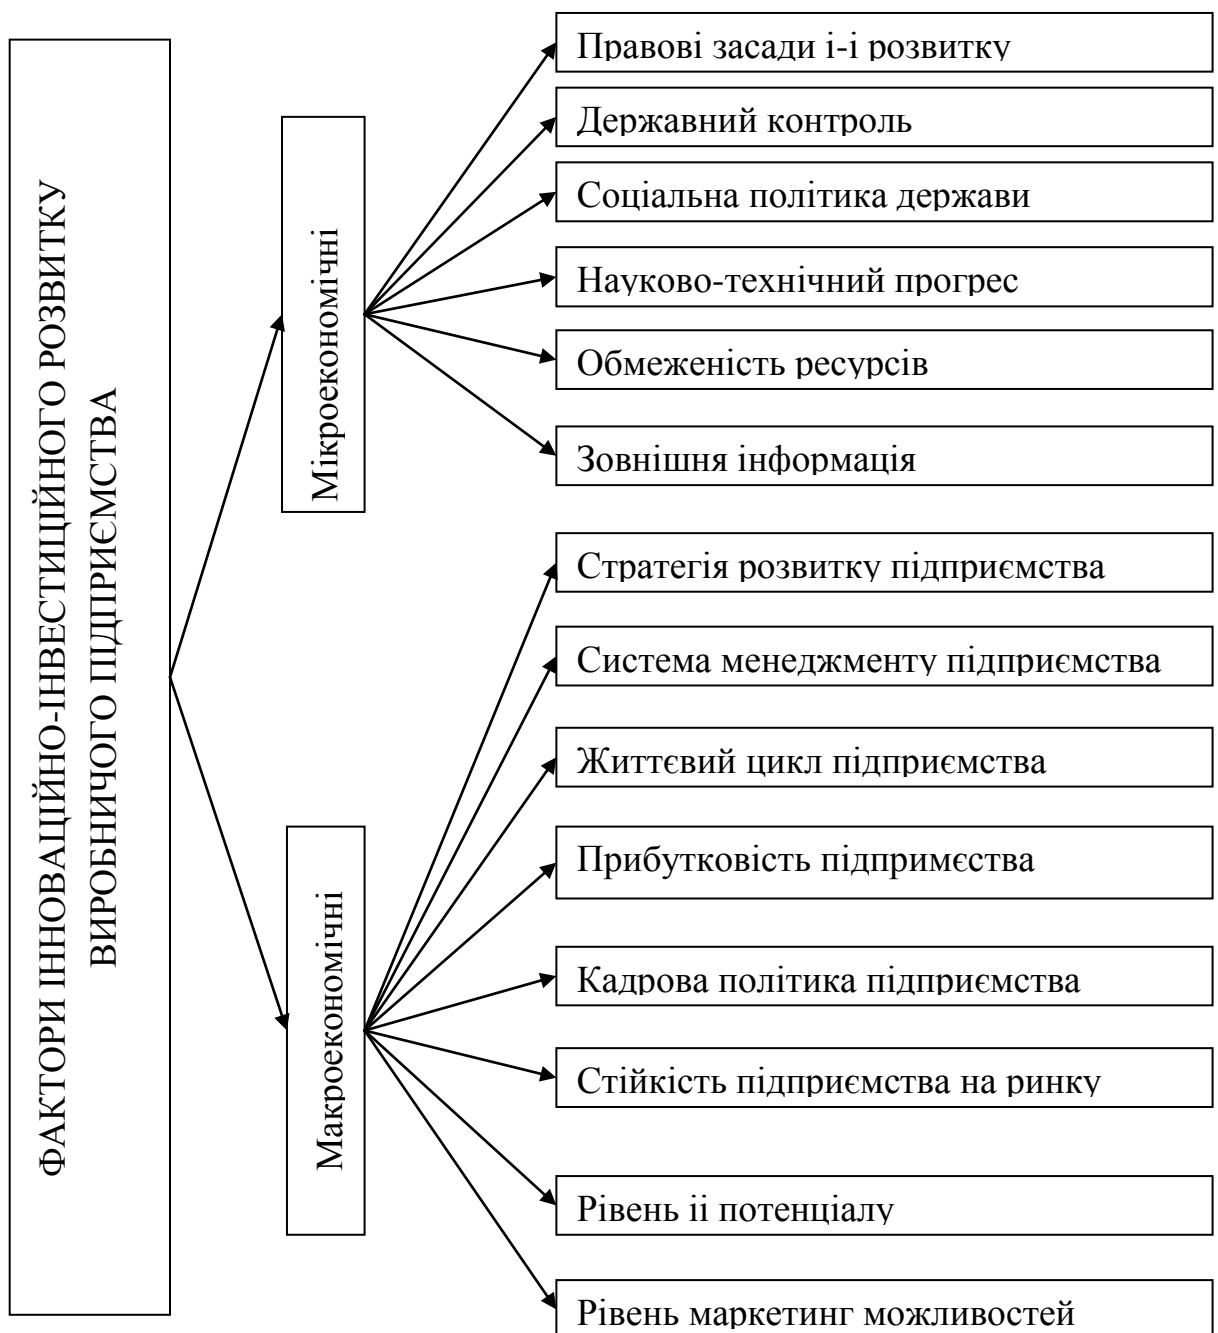 ФАКТОРИ ІННОВАЦІЙНО-ІНВЕСТИЦІЙНОГО РОЗВИТКУ
ВИРОБНИЧОГО ПІДПРИЄМСТВА
Мікроекономічні
Правові засади і-і розвитку
Державний контроль
Соціальна політика держави
Науково-технічний прогрес
Обмеженість ресурсів
Зовнішня інформація
Макроекономічні
Стратегія розвитку підприємства
Система менеджменту підприємства
Життєвий цикл підприємства
Прибутковість підпримєства
Кадрова політика підприємства
Стійкість підприємства на ринку
Рівень іі потенціалу
Рівень маркетинг можливостей